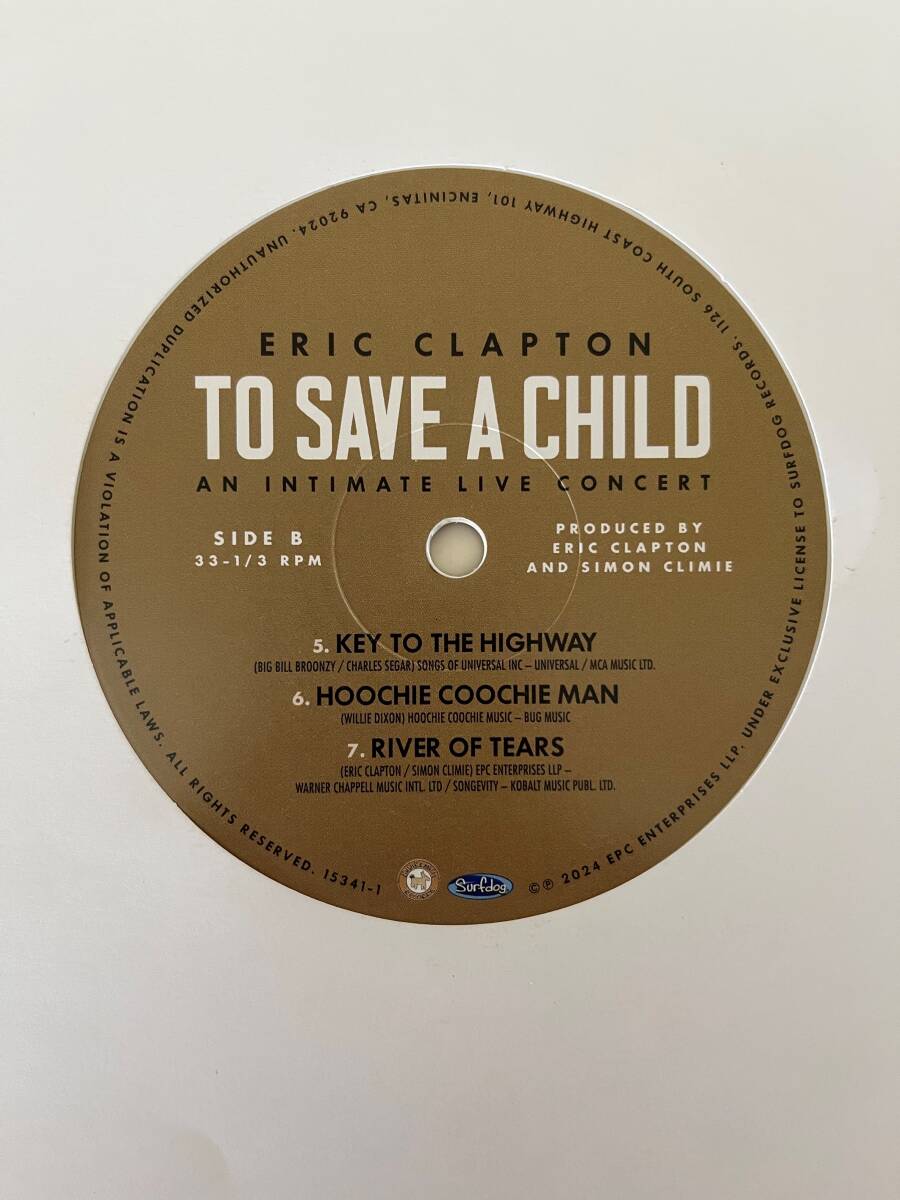 ERIC CLAPTON
TO SAVE A CHILD
AN INTIMATE LIVE CONCERT
SIDE B
33-1/3 RPM
PRODUCED BY
ERIC CLAPTON
AND SIMON CLIMIE
5. KEY TO THE HIGHWAY
(BIG BILL BROONZY / CHARLES SEGAR) SONGS OF UNIVERSAL INC – UNIVERSAL / MCA MUSIC LTD.
6. HOOCHIE COOCHIE MAN
(WILLIE DIXON) HOOCHIE COOCHIE MUSIC – BUG MUSIC
7. RIVER OF TEARS
(ERIC CLAPTON / SIMON CLIMIE) EPC ENTERPRISES LLP –
WARNER CHAPPELL MUSIC INTL. LTD / SONGEVITY – KOBALT MUSIC PUBL. LTD.
Surfdog
©℗ 2024 EPC ENTERPRISES LLP. UNDER EXCLUSIVE LICENSE TO SURFDOG RECORDS. 1126 SOUTH COAST HIGHWAY 101, ENCINITAS, CA 92024. UNAUTHORIZED DUPLICATION IS A VIOLATION OF APPLICABLE LAWS. ALL RIGHTS RESERVED. 15341-1